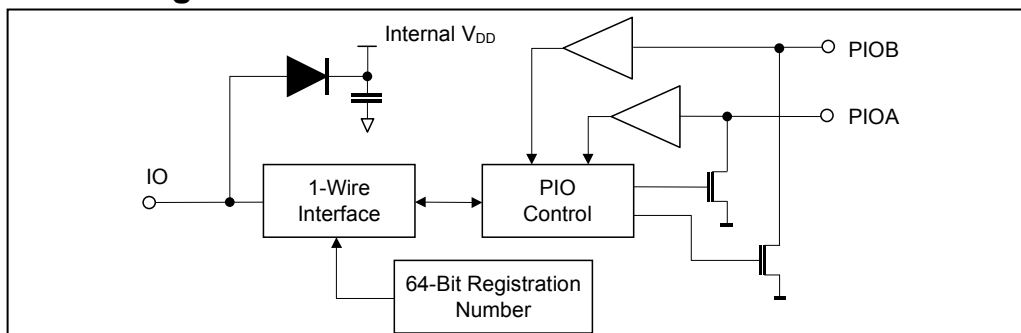 Internal VDD
PIOB
PIOA
IO
1-Wire
Interface
PIO
Control
64-Bit Registration
Number